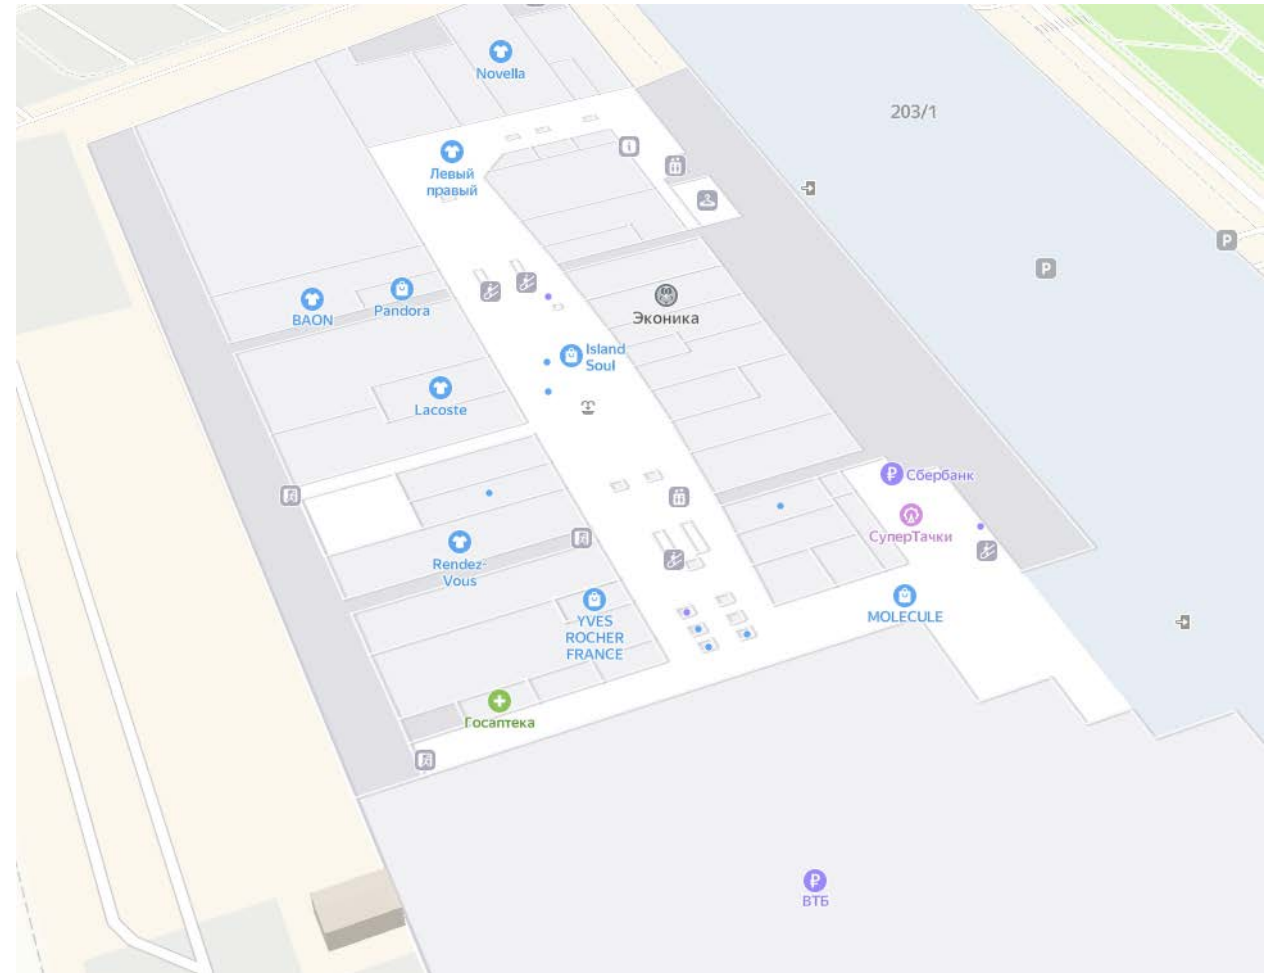 Novella
203/1
i
Левый
правый
P
P
Pandora
BAON
Эконика
Island
Soul
Lacoste
₽ Сбербанк
СуперТачки
Rendez-
Vous
YVES
ROCHER
FRANCE
MOLECULE
Госаптека
₽
ВТБ